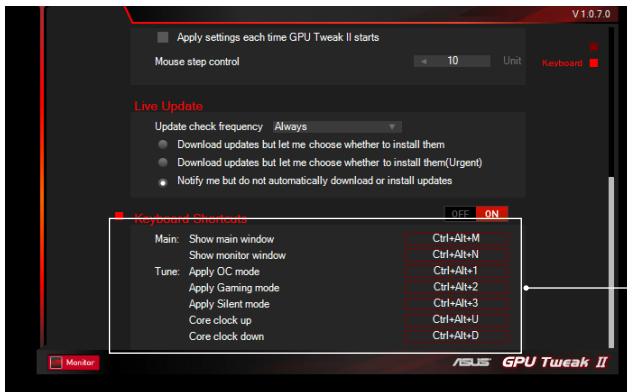 V 1.0.7.0
Apply settings each time GPU Tweak II starts
Mouse step control 10 Unit
Keyboard
Live Update
Update check frequency Always
Download updates but let me choose whether to install them
Download updates but let me choose whether to install them(Urgent)
Notify me but do not automatically download or install updates
Keyboard Shortcuts OFF ON
Main: Show main window Ctrl+Alt+M
Show monitor window Ctrl+Alt+N
Tune: Apply OC mode Ctrl+Alt+1
Apply Gaming mode Ctrl+Alt+2
Apply Silent mode Ctrl+Alt+3
Core clock up Ctrl+Alt+U
Core clock down Ctrl+Alt+D
Monitor ASUS GPU Tweak II